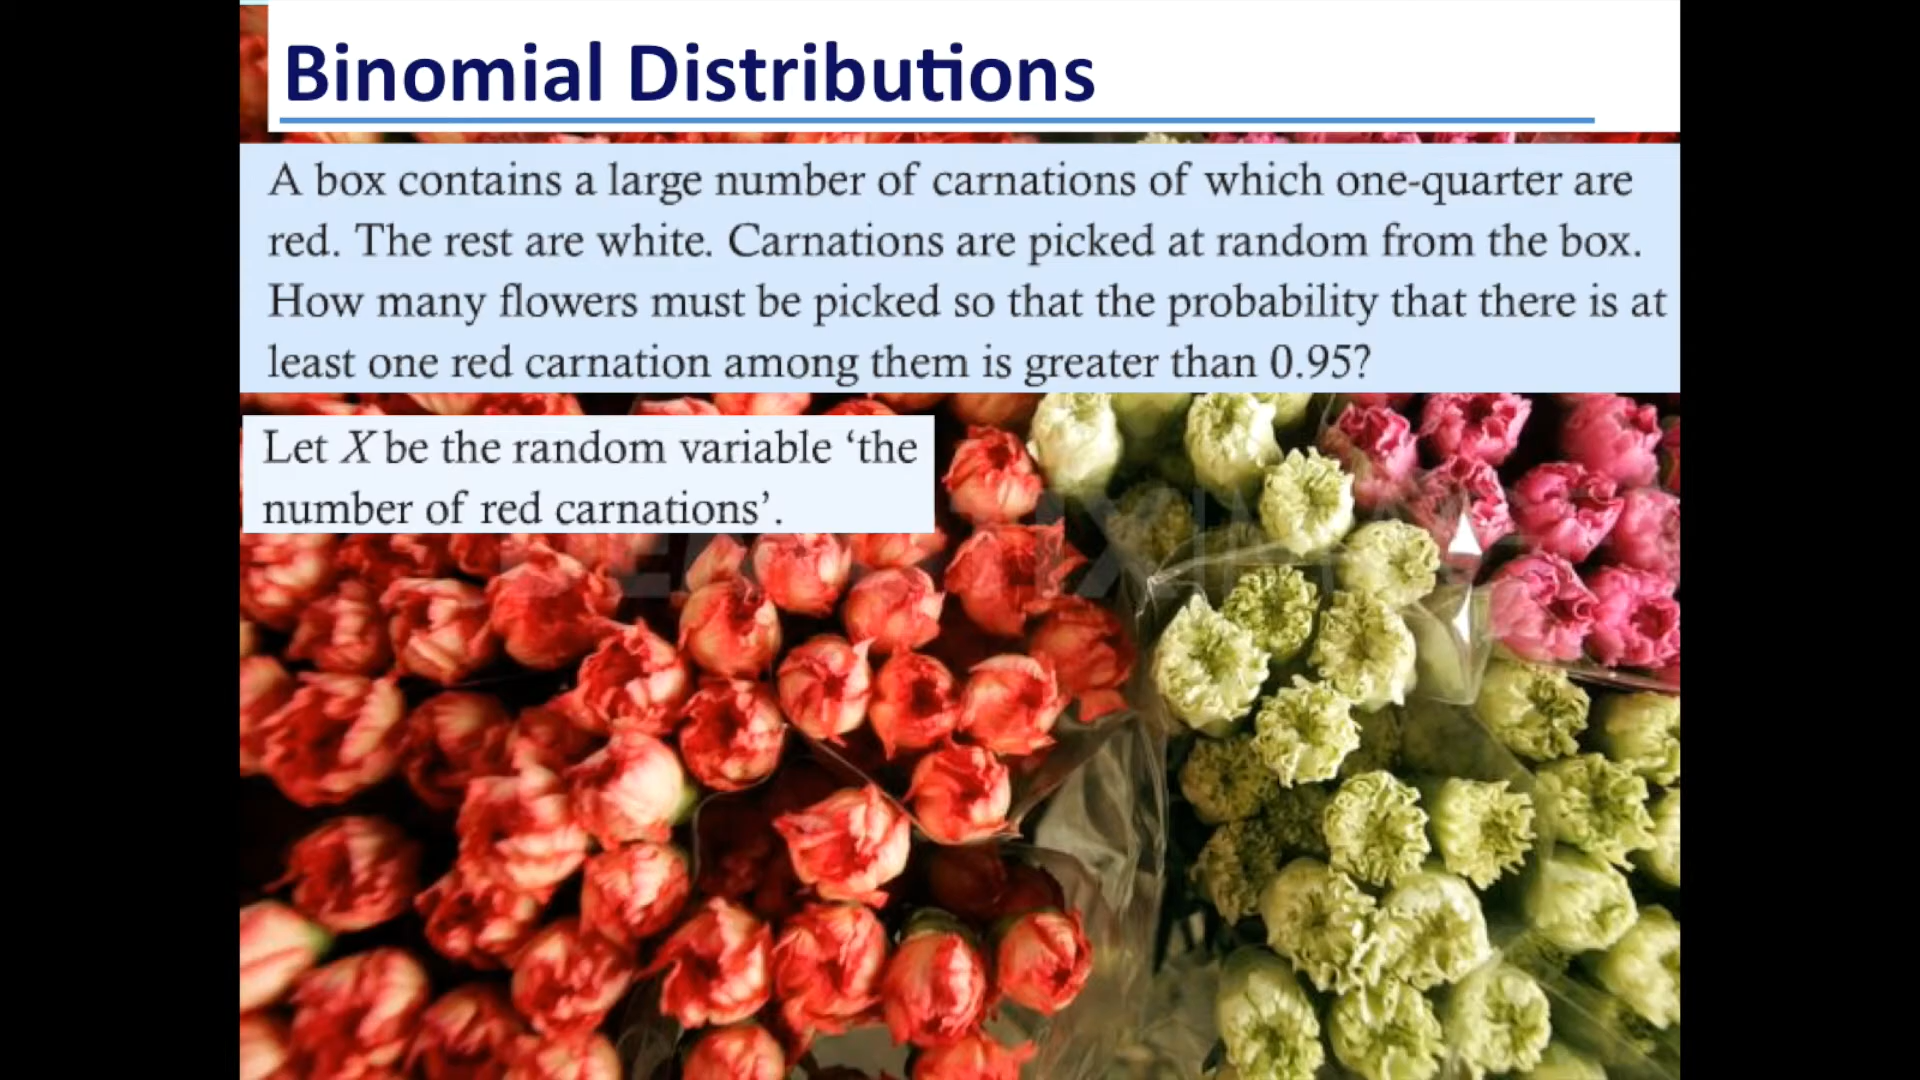 Binomial Distributions
A box contains a large number of carnations of which one-quarter are
red. The rest are white. Carnations are picked at random from the box.
How many flowers must be picked so that the probability that there is at
least one red carnation among them is greater than 0.95?
Let X be the random variable ‘the
number of red carnations’.